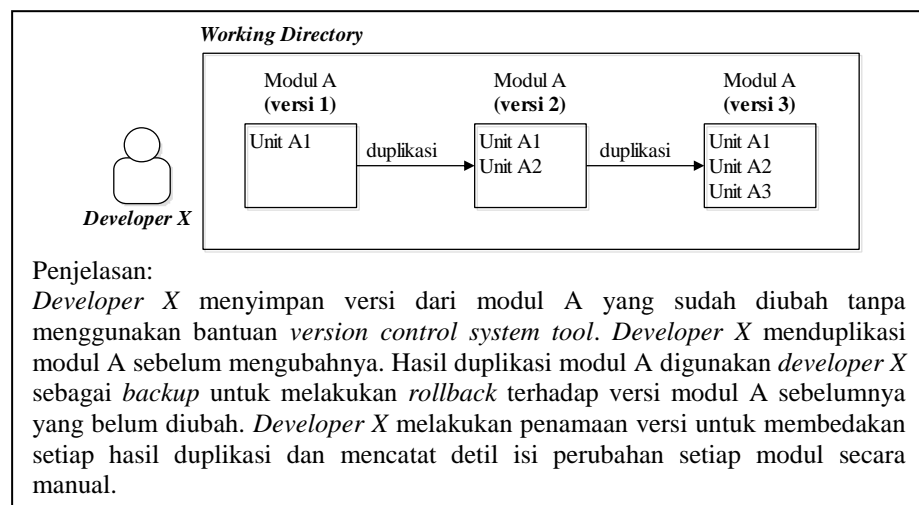 Working Directory
Modul A
(versi 1)
Modul A
(versi 2)
Modul A
(versi 3)
Unit A1
duplikasi
Unit A1
Unit A2
duplikasi
Unit A1
Unit A2
Unit A3
Developer X
Penjelasan:
Developer X menyimpan versi dari modul A yang sudah diubah tanpa
menggunakan bantuan version control system tool. Developer X menduplikasi
modul A sebelum mengubahnya. Hasil duplikasi modul A digunakan developer X
sebagai backup untuk melakukan rollback terhadap versi modul A sebelumnya
yang belum diubah. Developer X melakukan penamaan versi untuk membedakan
setiap hasil duplikasi dan mencatat detil isi perubahan setiap modul secara
manual.